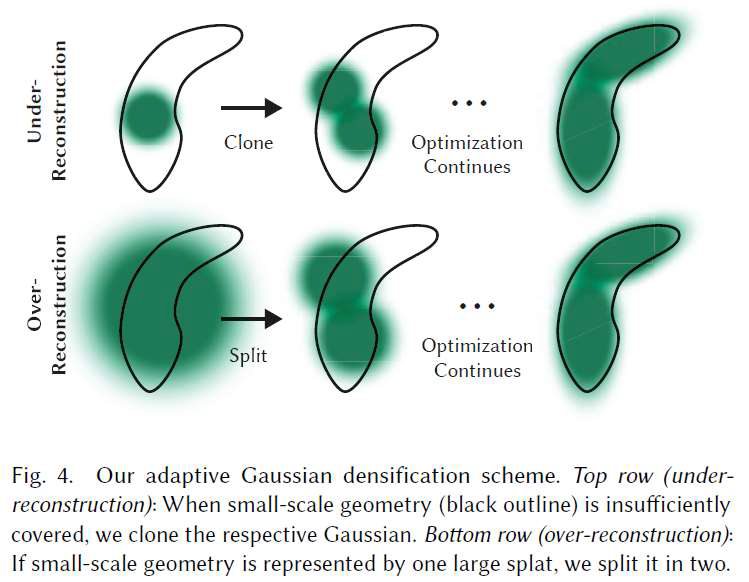 Under-
Reconstruction
Clone
• • •
Optimization
Continues
Over-
Reconstruction
Split
• • •
Optimization
Continues
Fig. 4. Our adaptive Gaussian densification scheme. Top row (under-
reconstruction): When small-scale geometry (black outline) is insufficiently
covered, we clone the respective Gaussian. Bottom row (over-reconstruction):
If small-scale geometry is represented by one large splat, we split it in two.